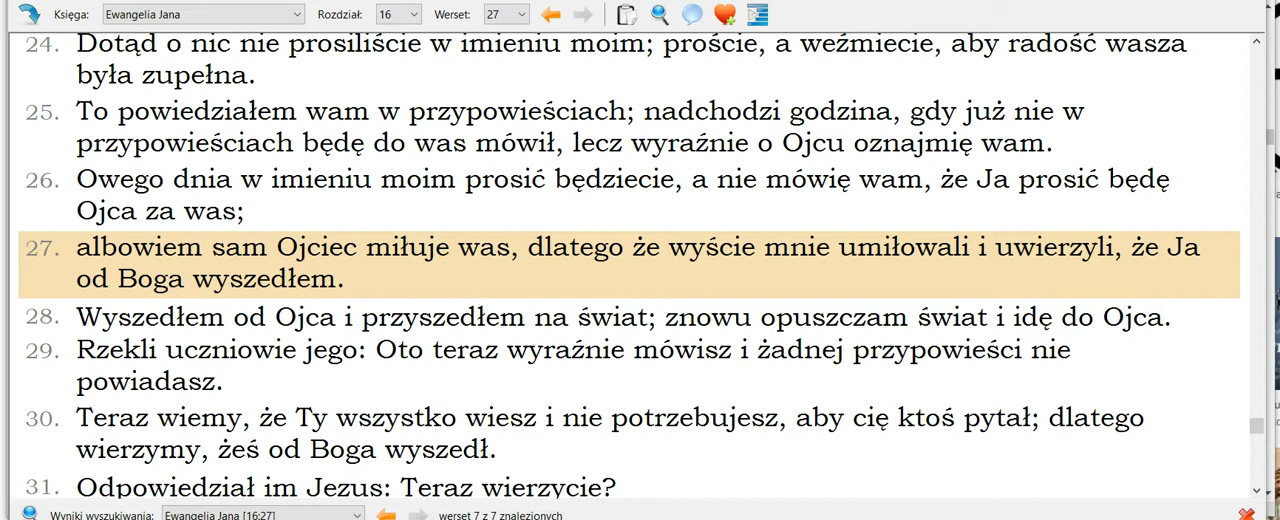 Księga: Ewangelia Jana Rozdział: 16 Werset: 27
24. Dotąd o nic nie prosiliście w imieniu moim; proście, a weźmiecie, aby radość wasza
była zupełna.
25. To powiedziałem wam w przypowieściach; nadchodzi godzina, gdy już nie w
przypowieściach będę do was mówił, lecz wyraźnie o Ojcu oznajmię wam.
26. Owego dnia w imieniu moim prosić będziecie, a nie mówię wam, że Ja prosić będę
Ojca za was;
27. albowiem sam Ojciec miłuje was, dlatego że wyście mnie umiłowali i uwierzyli, że Ja
od Boga wyszedłem.
28. Wyszedłem od Ojca i przyszedłem na świat; znowu opuszczam świat i idę do Ojca.
29. Rzekli uczniowie jego: Oto teraz wyraźnie mówisz i żadnej przypowieści nie
powiadasz.
30. Teraz wiemy, że Ty wszystko wiesz i nie potrzebujesz, aby cię ktoś pytał; dlatego
wierzymy, żeś od Boga wyszedł.
31. Odpowiedział im Jezus: Teraz wierzycie?
Wyniki wyszukiwania: Ewangelia Jana [16:27] werset 7 z 7 znalezionych